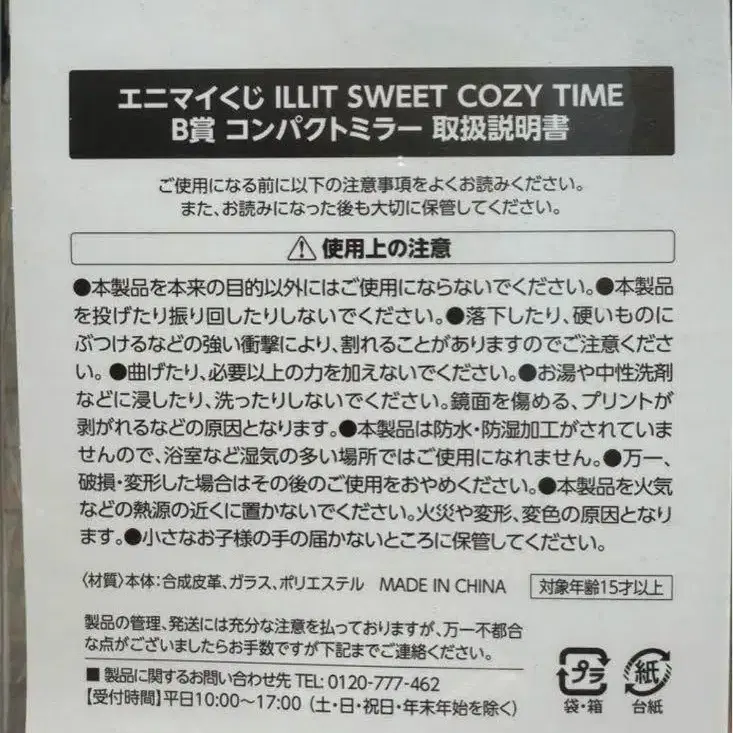 エニマイくじ ILLIT SWEET COZY TIME
B賞 コンパクトミラー 取扱説明書
ご使用になる前に以下の注意事項をよくお読みください。
また、お読みになった後も大切に保管してください。
⚠使用上の注意
●本製品を本来の目的以外にはご使用にならないでください。●本製品
を投げたり振り回したりしないでください。●落下したり、硬いものに
ぶつけるなどの強い衝撃により、割れることがありますのでご注意くださ
い。●曲げたり、必要以上の力を加えないでください。●お湯や中性洗剤
などに浸したり、洗ったりしないでください。鏡面を傷める、プリントが
剥がれるなどの原因となります。●本製品は防水・防湿加工がされていま
せんので、浴室など湿気の多い場所ではご使用になれません。●万一、
破損・変形した場合はその後のご使用をおやめください。●本製品を火気
などの熱源の近くに置かないでください。火災や変形、変色の原因となり
ます。●小さなお子様の手の届かないところに保管してください。
〈材質〉本体：合成皮革、ガラス、ポリエステル MADE IN CHINA 対象年齢15才以上
製品の管理、発送には充分な注意を払っておりますが、万一不都合
な点がございましたらお手数ですが下記までご連絡ください。
■ 製品に関するお問い合わせ先 TEL: 0120-777-462
【受付時間】平日10:00〜17:00（土・日・祝日・年末年始を除く）
プラ 紙
袋・箱 台紙